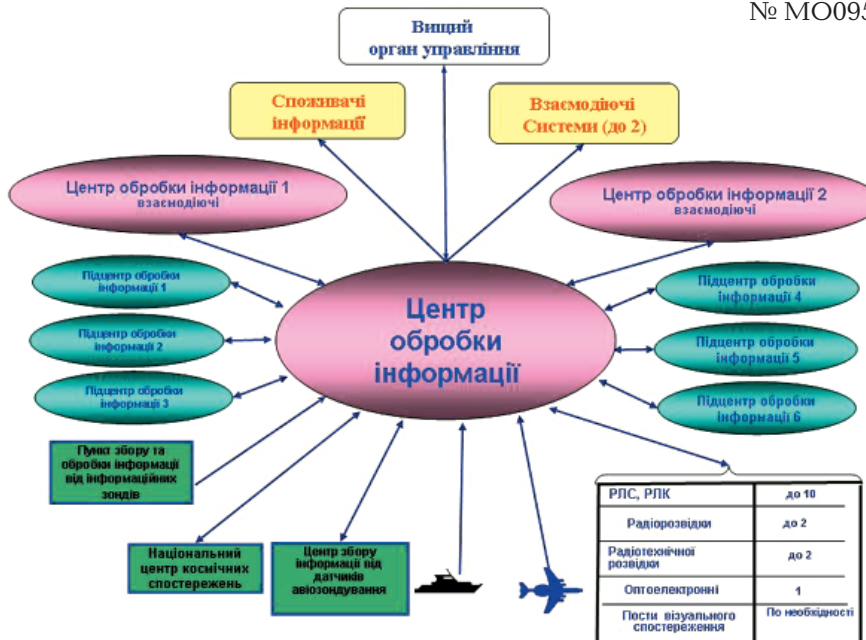 № МО095
Вищий
орган управління
Споживачі
інформації
Взаємодіючі
Системи (до 2)
Центр обробки інформації 1
взаємодіючі
Центр обробки інформації 2
взаємодіючі
Підцентр обробки
інформації 1
Підцентр обробки
інформації 2
Підцентр обробки
інформації 3
Центр
обробки
інформації
Підцентр обробки
інформації 4
Підцентр обробки
інформації 5
Підцентр обробки
інформації 6
Пункт збору та
обробки інформації
від інформаційних
зондів
Національний
центр космічних
спостережень
Центр збору
інформації від
датчиків
авіозондування
РЛС, РЛК до 10
Радіорозвідки до 2
Радіотехнічної
розвідки
до 2
Оптоелектронні 1
Пости візуального
спостереження
По необхідності